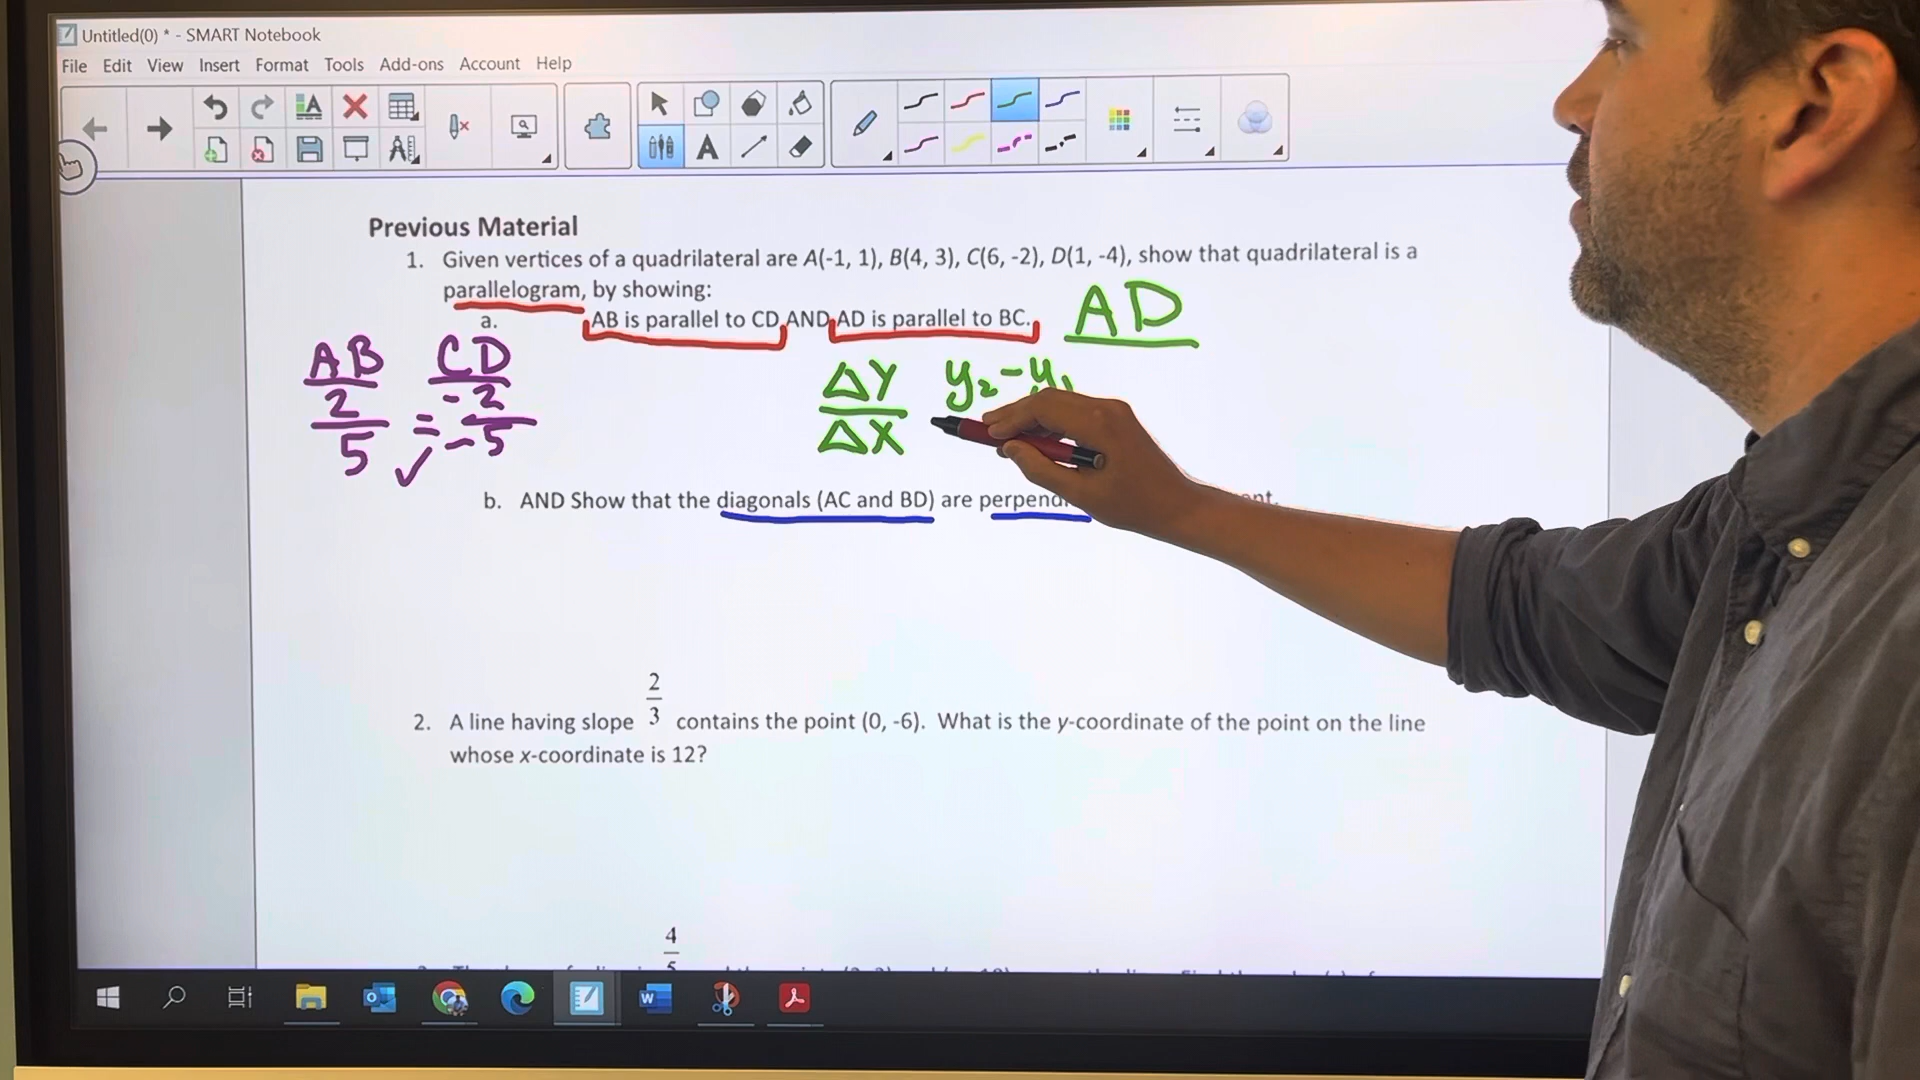 Untitled(0) * - SMART Notebook
File Edit View Insert Format Tools Add-ons Account Help
Previous Material
1. Given vertices of a quadrilateral are A(-1, 1), B(4, 3), C(6, -2), D(1, -4), show that quadrilateral is a
parallelogram, by showing:
a. AB is parallel to CD AND AD is parallel to BC.
AD
AB CD
2/5 = -2/-5 ✓
ΔY/ΔX y₂-y₁
b. AND Show that the diagonals (AC and BD) are
2. A line having slope 2/3 contains the point (0, -6). What is the y-coordinate of the point on the line
whose x-coordinate is 12?
4